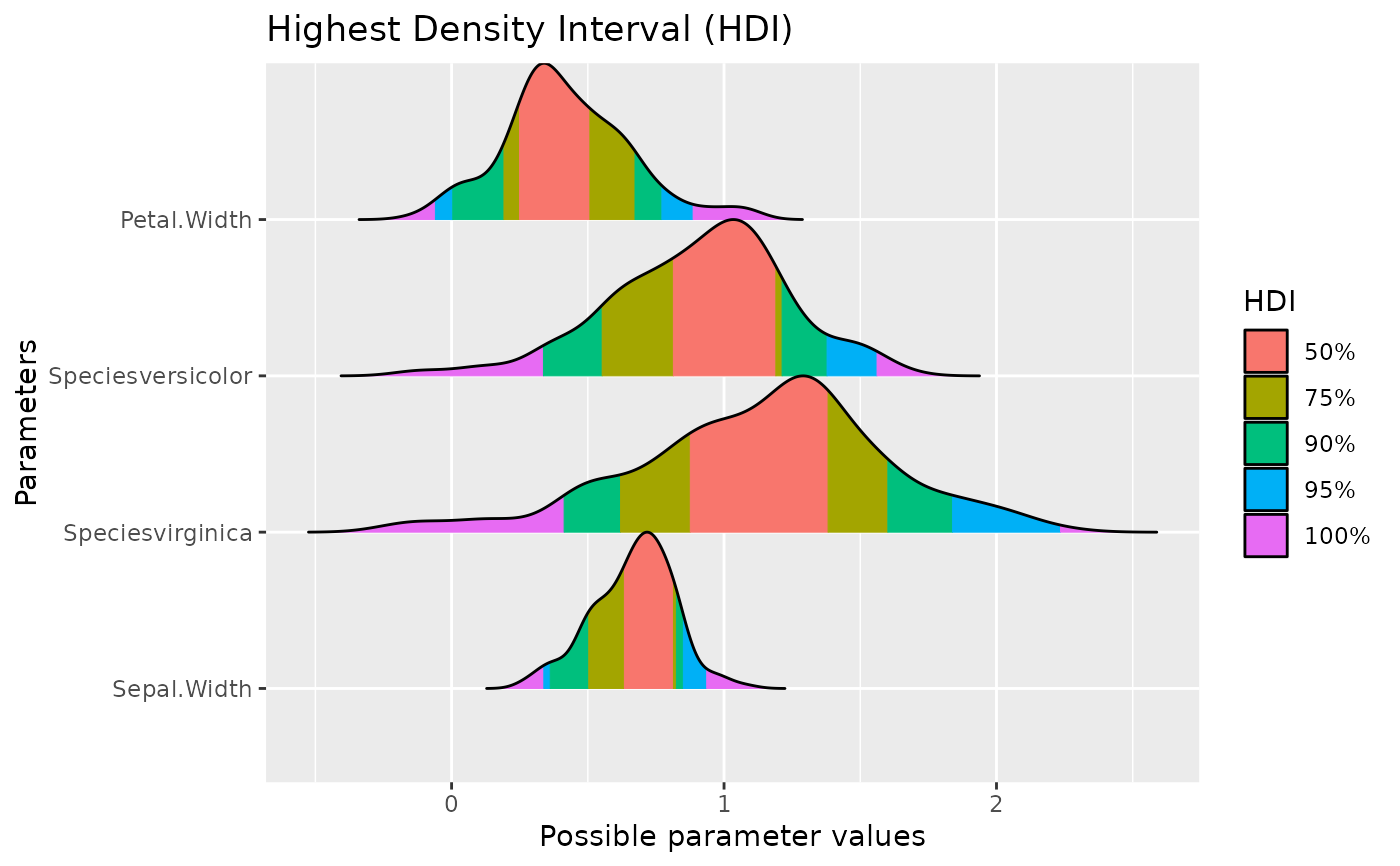 Highest Density Interval (HDI)
Parameters
Petal.Width
Speciesversicolor
Speciesvirginica
Sepal.Width
0 1 2
Possible parameter values
HDI
50%
75%
90%
95%
100%